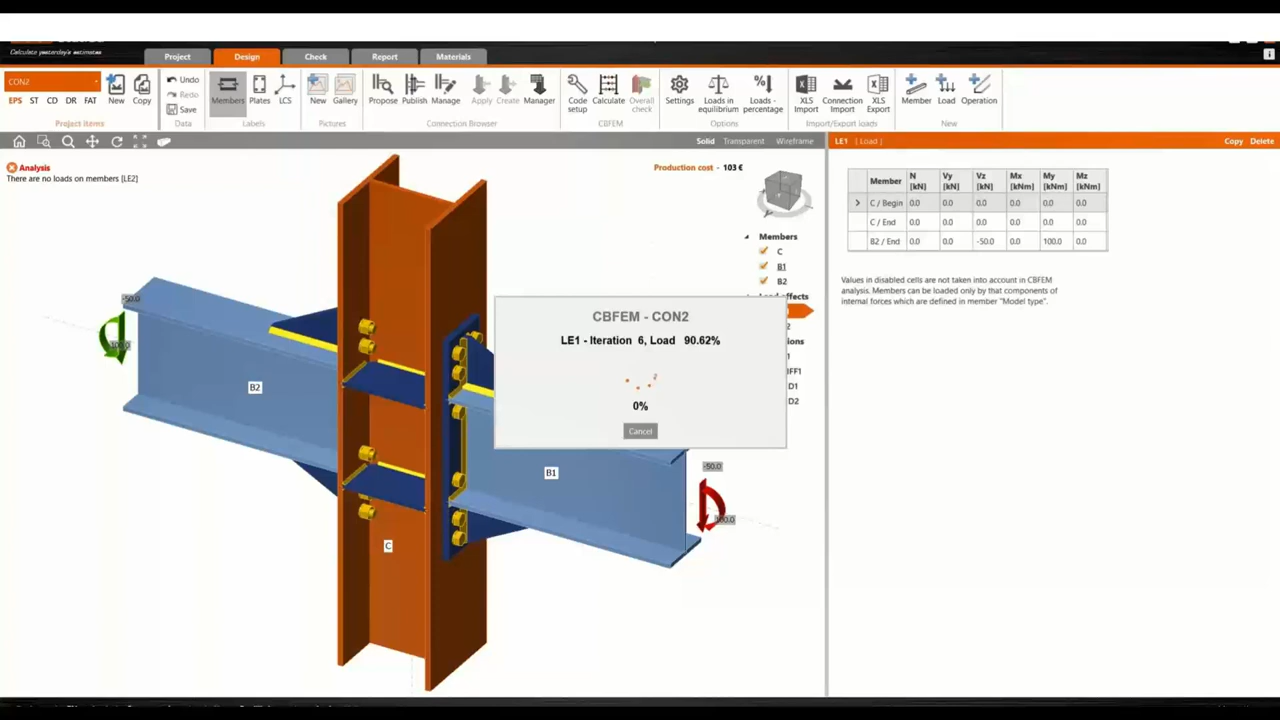 Calculate yesterday's estimates
Project
Design
Check
Report
Materials
CON2
EPS ST CD DR FAT
New
Copy
Undo
Redo
Save
Members
Plates
LCS
New
Gallery
Propose
Publish
Manage
Apply
Create
Manager
Code setup
Calculate
Overall check
Settings
Loads in equilibrium
Loads - percentage
XLS Import
Connection Import
XLS Export
Member
Load
Operation
Project items
Data
Labels
Pictures
Connection Browser
CBFEM
Options
Import/Export loads
New
Solid Transparent Wireframe
LE1 [ Load ]
Copy Delete
Analysis
There are no loads on members [LE2]
Production cost - 103 €
Member N [kN] Vy [kN] Vz [kN] Mx [kNm] My [kNm] Mz [kNm]
> C / Begin 0.0 0.0 0.0 0.0 0.0 0.0
C / End 0.0 0.0 0.0 0.0 0.0 0.0
B2 / End 0.0 0.0 -50.0 0.0 100.0 0.0
Values in disabled cells are not taken into account in CBFEM
analysis. Members can be loaded only by that components of
internal forces which are defined in member "Model type".
Members
C
B1
B2
CBFEM - CON2
LE1 - Iteration 6, Load 90.62%
0%
Cancel
-50.0
100.0
B2
B1
C
-50.0